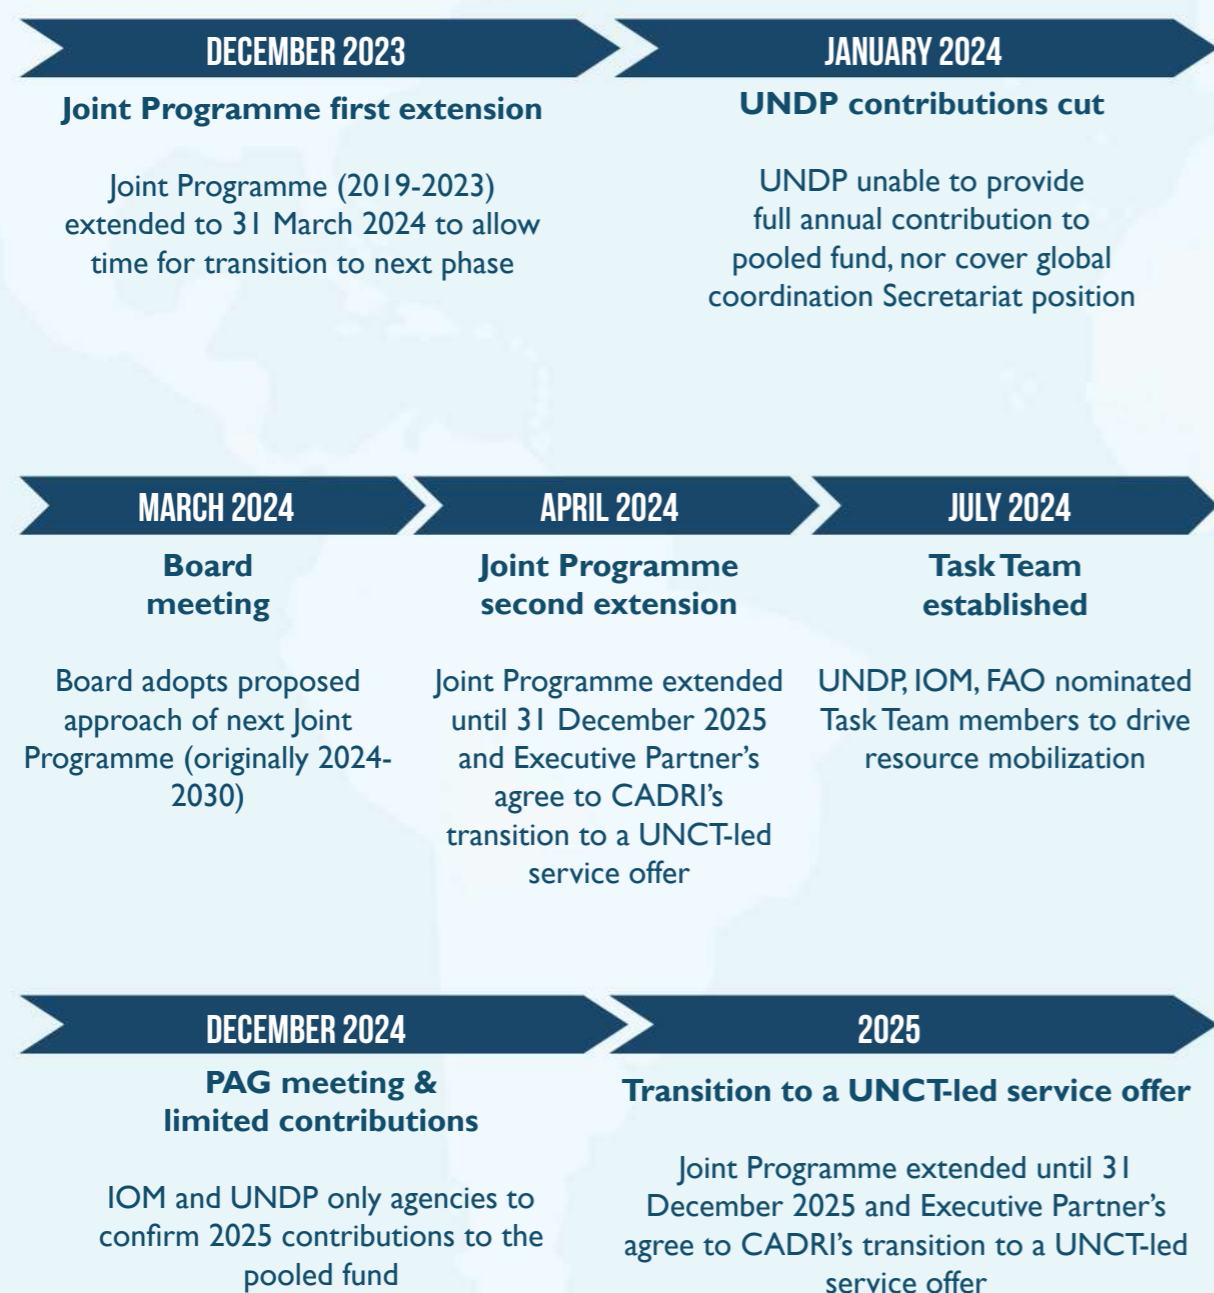 DECEMBER 2023
Joint Programme first extension
Joint Programme (2019-2023)
extended to 31 March 2024 to allow
time for transition to next phase
JANUARY 2024
UNDP contributions cut
UNDP unable to provide
full annual contribution to
pooled fund, nor cover global
coordination Secretariat position
MARCH 2024
Board
meeting
Board adopts proposed
approach of next Joint
Programme (originally 2024-
2030)
APRIL 2024
Joint Programme
second extension
Joint Programme extended
until 31 December 2025
and Executive Partner's
agree to CADRI's
transition to a UNCT-led
service offer
JULY 2024
Task Team
established
UNDP, IOM, FAO nominated
Task Team members to drive
resource mobilization
DECEMBER 2024
PAG meeting &
limited contributions
IOM and UNDP only agencies to
confirm 2025 contributions to the
pooled fund
2025
Transition to a UNCT-led service offer
Joint Programme extended until 31
December 2025 and Executive Partner's
agree to CADRI's transition to a UNCT-led
service offer